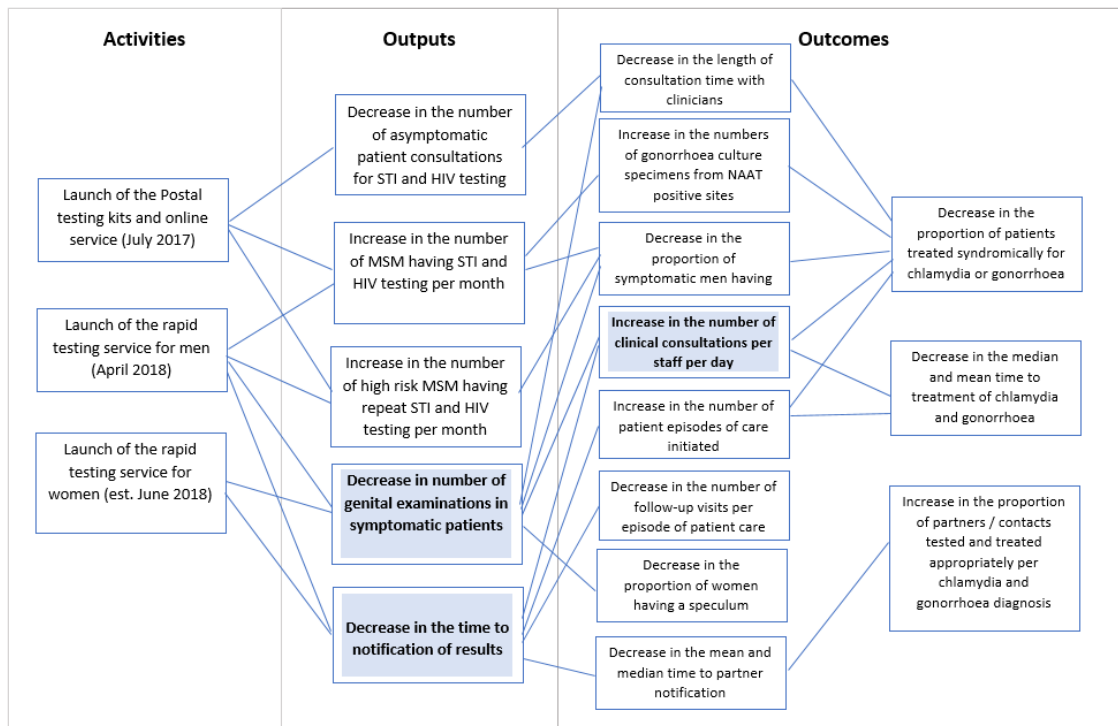 Activities
Outputs
Outcomes
Launch of the Postal
testing kits and online
service (July 2017)
Launch of the rapid
testing service for men
(April 2018)
Launch of the rapid
testing service for
women (est. June 2018)
Decrease in the number
of asymptomatic
patient consultations
for STI and HIV testing
Increase in the number
of MSM having STI and
HIV testing per month
Increase in the number
of high risk MSM having
repeat STI and HIV
testing per month
Decrease in number of
genital examinations in
symptomatic patients
Decrease in the time to
notification of results
Decrease in the length of
consultation time with
clinicians
Increase in the numbers
of gonorrhoea culture
specimens from NAAT
positive sites
Decrease in the
proportion of
symptomatic men having
Increase in the number of
clinical consultations per
staff per day
Increase in the number of
patient episodes of care
initiated
Decrease in the number of
follow-up visits per
episode of patient care
Decrease in the
proportion of women
having a speculum
Decrease in the mean and
median time to partner
notification
Decrease in the
proportion of patients
treated syndromically for
chlamydia or gonorrhoea
Decrease in the median
and mean time to
treatment of chlamydia
and gonorrhoea
Increase in the proportion
of partners / contacts
tested and treated
appropriately per
chlamydia and
gonorrhoea diagnosis